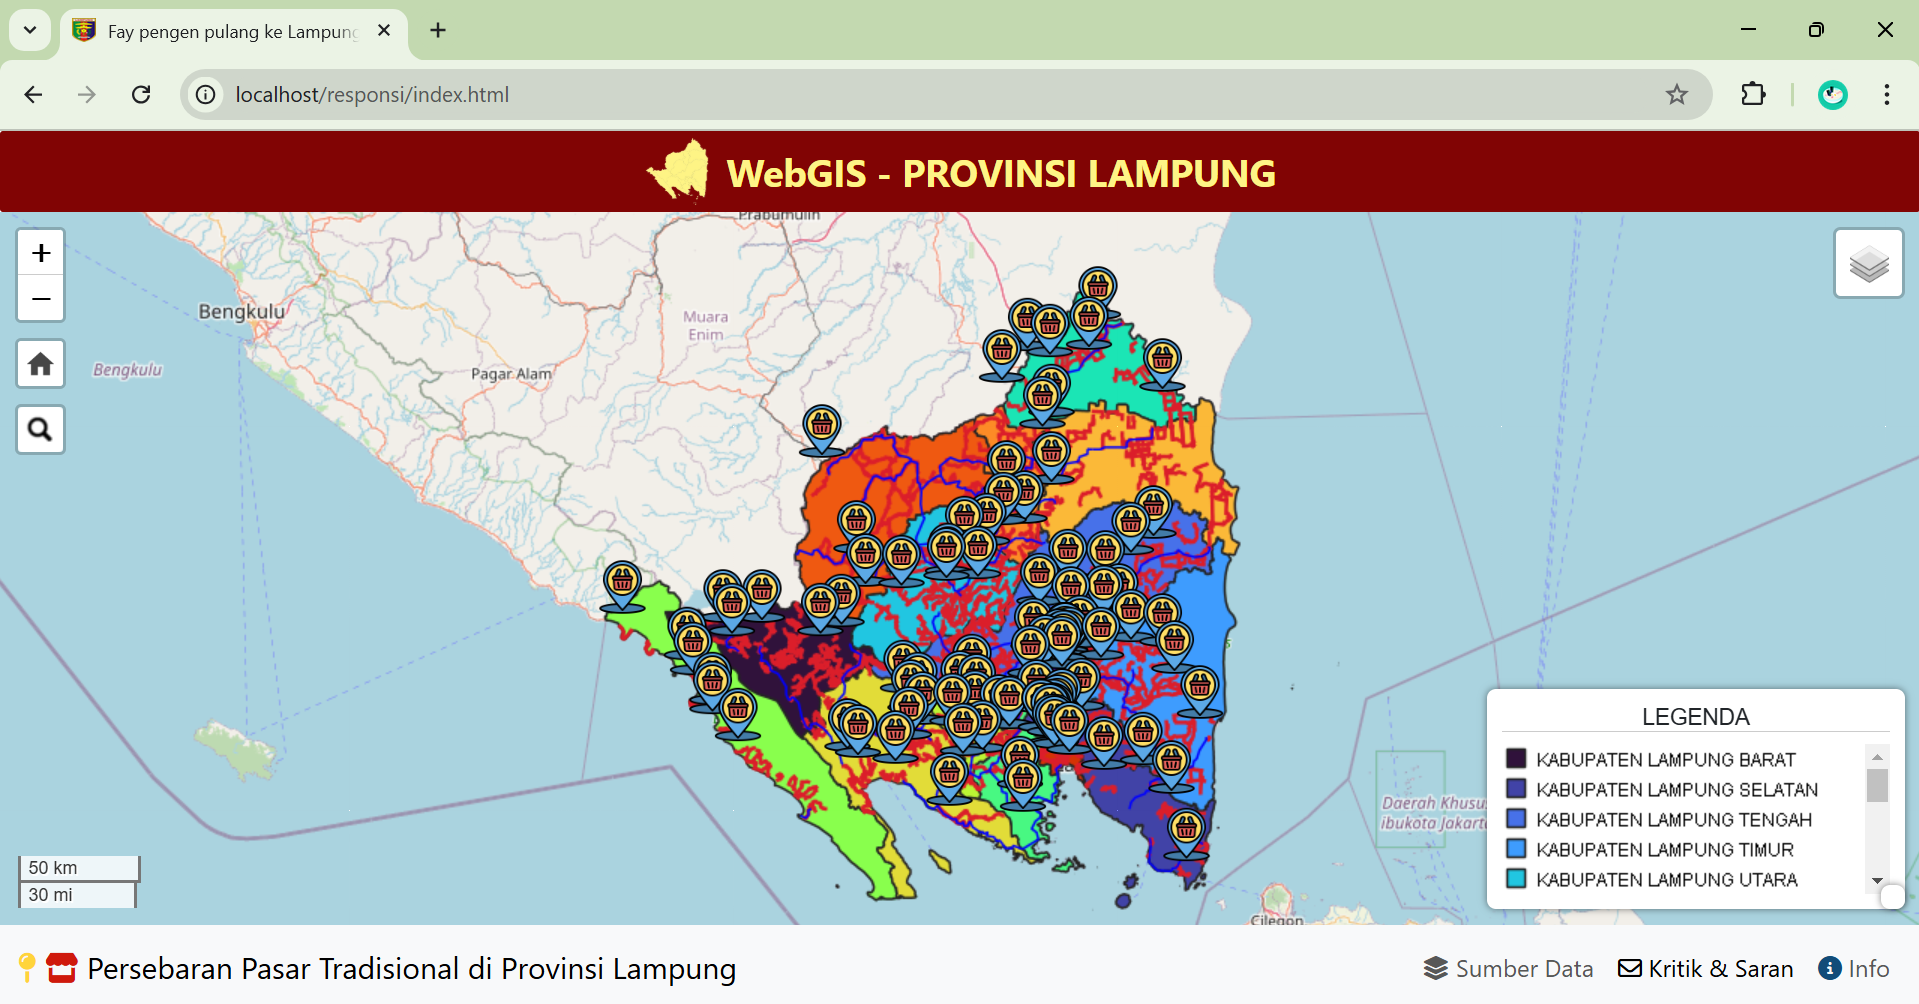 Fay pengen pulang ke Lampung
localhost/responsi/index.html
WebGIS - PROVINSI LAMPUNG
Prabumulih
+
−
Bengkulu
Muara
Enim
Bengkulu
Pagar Alam
LEGENDA
KABUPATEN LAMPUNG BARAT
KABUPATEN LAMPUNG SELATAN
KABUPATEN LAMPUNG TENGAH
KABUPATEN LAMPUNG TIMUR
KABUPATEN LAMPUNG UTARA
Daerah Khusus
ibukota Jakarta
50 km
30 mi
Cilegon
Persebaran Pasar Tradisional di Provinsi Lampung
Sumber Data
Kritik & Saran
Info